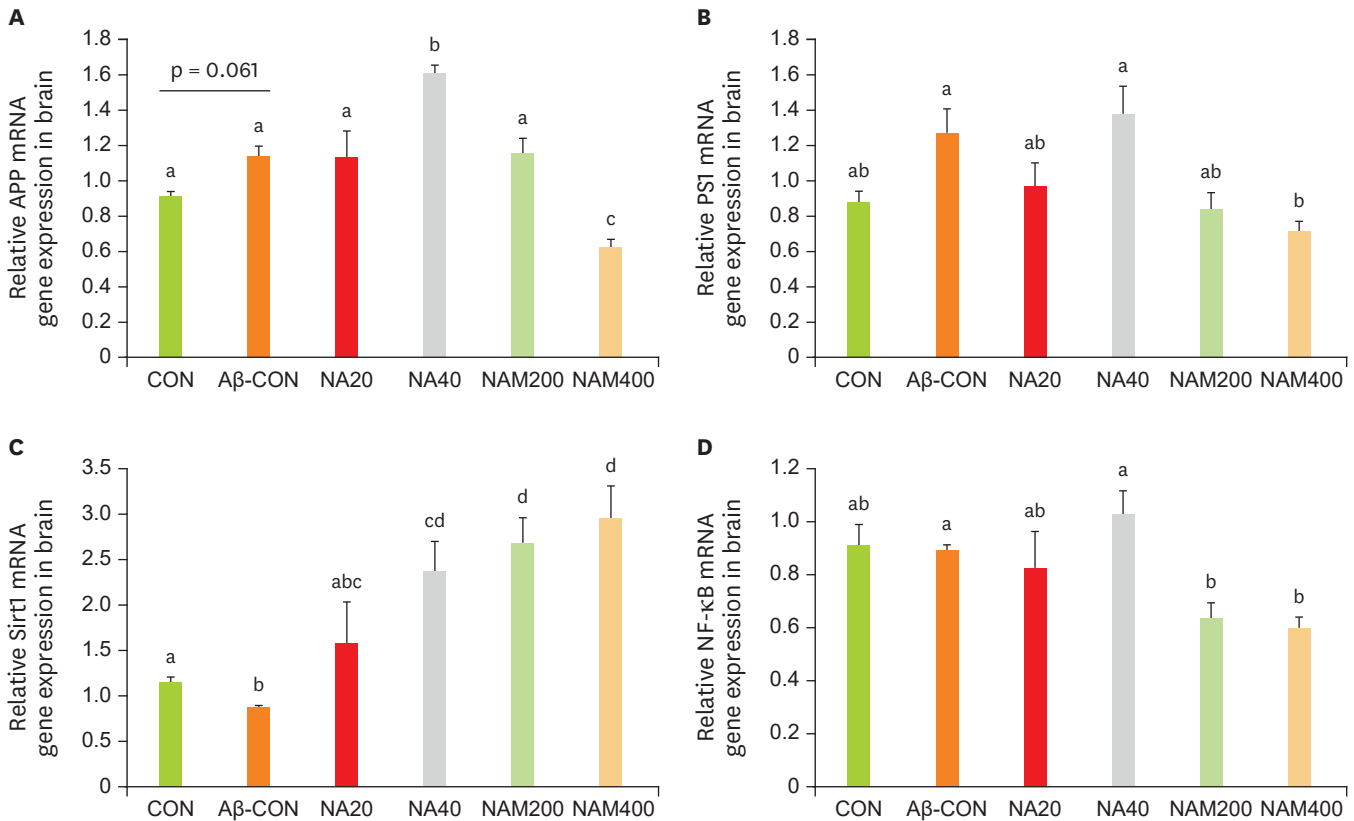 A
Relative APP mRNA
gene expression in brain
1.8
1.6
1.4
1.2
1.0
0.8
0.6
0.4
0.2
0
p = 0.061
a
a
a
b
a
c
CON
Aβ-CON
NA20
NA40
NAM200
NAM400
B
Relative PS1 mRNA
gene expression in brain
1.8
1.6
1.4
1.2
1.0
0.8
0.6
0.4
0.2
0
ab
a
ab
a
ab
b
CON
Aβ-CON
NA20
NA40
NAM200
NAM400
C
Relative Sirt1 mRNA
gene expression in brain
3.5
3.0
2.5
2.0
1.5
1.0
0.5
0
a
b
abc
cd
d
d
CON
Aβ-CON
NA20
NA40
NAM200
NAM400
D
Relative NF-κB mRNA
gene expression in brain
1.2
1.0
0.8
0.6
0.4
0.2
0
ab
a
ab
a
b
b
CON
Aβ-CON
NA20
NA40
NAM200
NAM400